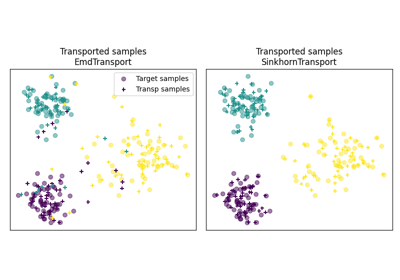 Transported samples
EmdTransport
Target samples
Transp samples
Transported samples
SinkhornTransport